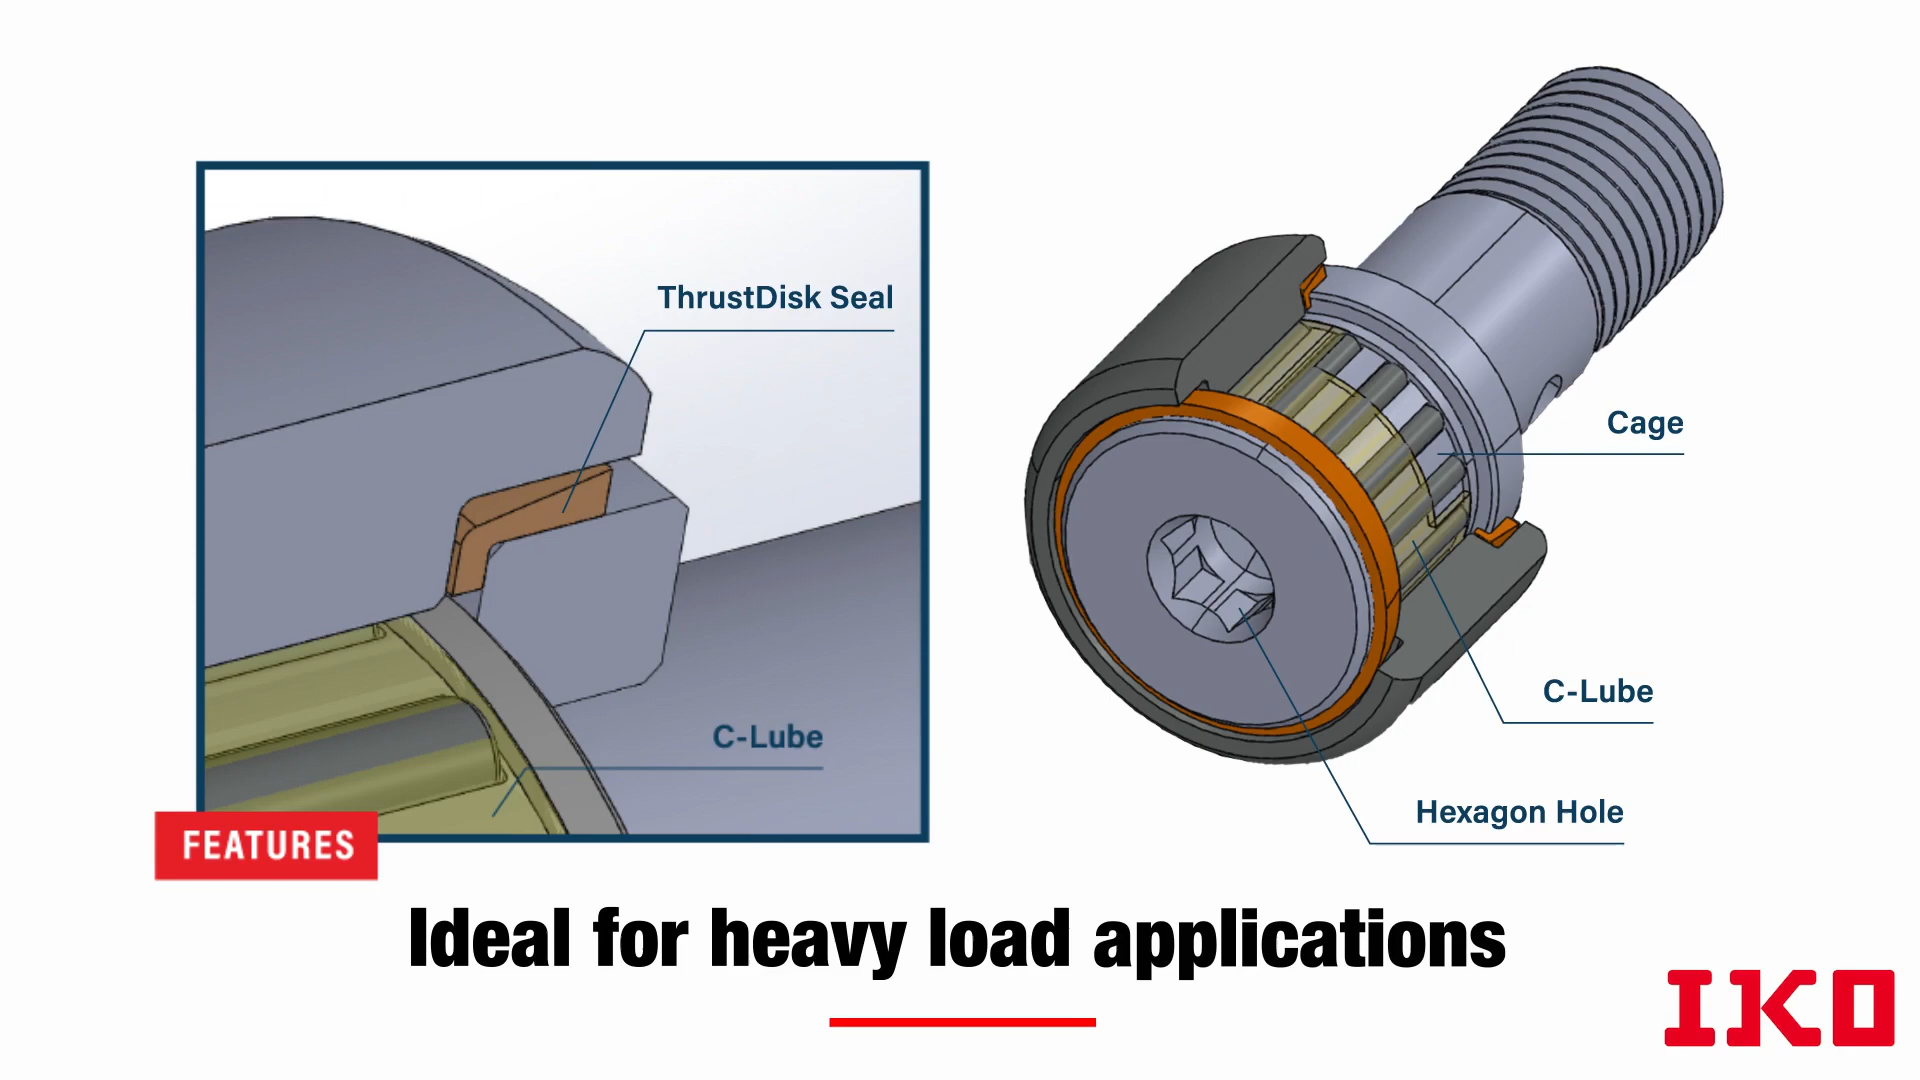 ThrustDisk Seal
C-Lube
Cage
C-Lube
Hexagon Hole
FEATURES
Ideal for heavy load applications
IKO